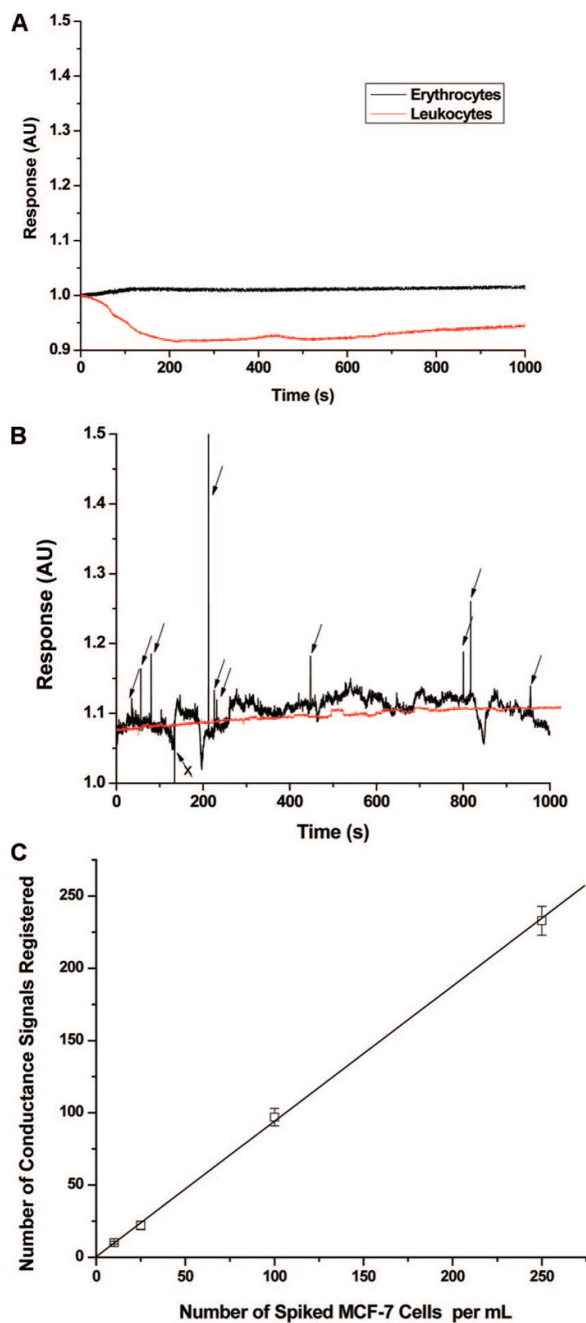 A
1.5
1.4
1.3
1.2
1.1
1.0
0.9
Response (AU)
Erythrocytes
Leukocytes
0 200 400 600 800 1000
Time (s)
B
1.5
1.4
1.3
1.2
1.1
1.0
Response (AU)
X
0 200 400 600 800 1000
Time (s)
C
250
200
150
100
50
0
Number of Conductance Signals Registered
0 50 100 150 200 250
Number of Spiked MCF-7 Cells per mL